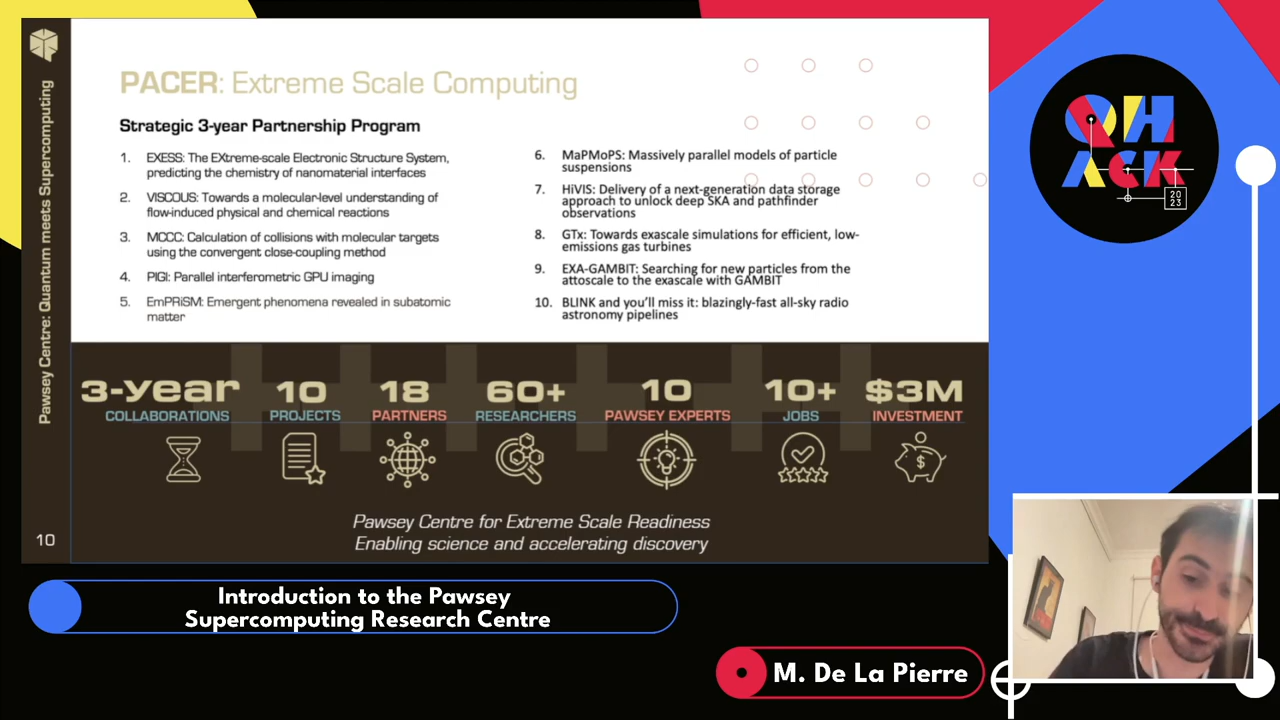 Pawsey Centre: Quantum meets Supercomputing
10
PACER: Extreme Scale Computing
Strategic 3-year Partnership Program
1. EXESS: The EXtreme-scale Electronic Structure System,
predicting the chemistry of nanomaterial interfaces
2. VISCOUS: Towards a molecular-level understanding of
flow-induced physical and chemical reactions
3. MCCC: Calculation of collisions with molecular targets
using the convergent close-coupling method
4. PIGI: Parallel interferometric GPU imaging
5. EmPRiSM: Emergent phenomena revealed in subatomic
matter
6. MaPMoPS: Massively parallel models of particle
suspensions
7. HiVIS: Delivery of a next-generation data storage
approach to unlock deep SKA and pathfinder
observations
8. GTx: Towards exascale simulations for efficient, low-
emissions gas turbines
9. EXA-GAMBIT: Searching for new particles from the
attoscale to the exascale with GAMBIT
10. BLINK and you'll miss it: blazingly-fast all-sky radio
astronomy pipelines
3-year 10 18 60+ 10 10+ $3M
COLLABORATIONS PROJECTS PARTNERS RESEARCHERS PAWSEY EXPERTS JOBS INVESTMENT
Pawsey Centre for Extreme Scale Readiness
Enabling science and accelerating discovery
QH
ACK
20
23
Introduction to the Pawsey
Supercomputing Research Centre
M. De La Pierre